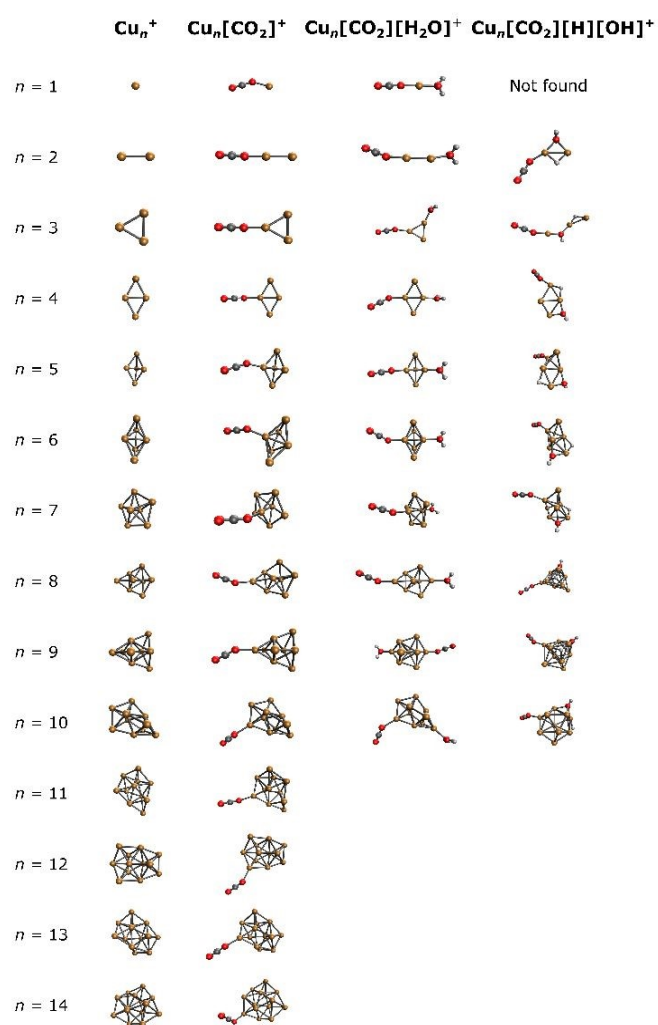 Cuₙ⁺ Cuₙ[CO₂]⁺ Cuₙ[CO₂][H₂O]⁺ Cuₙ[CO₂][H][OH]⁺
n = 1 Not found
n = 2
n = 3
n = 4
n = 5
n = 6
n = 7
n = 8
n = 9
n = 10
n = 11
n = 12
n = 13
n = 14